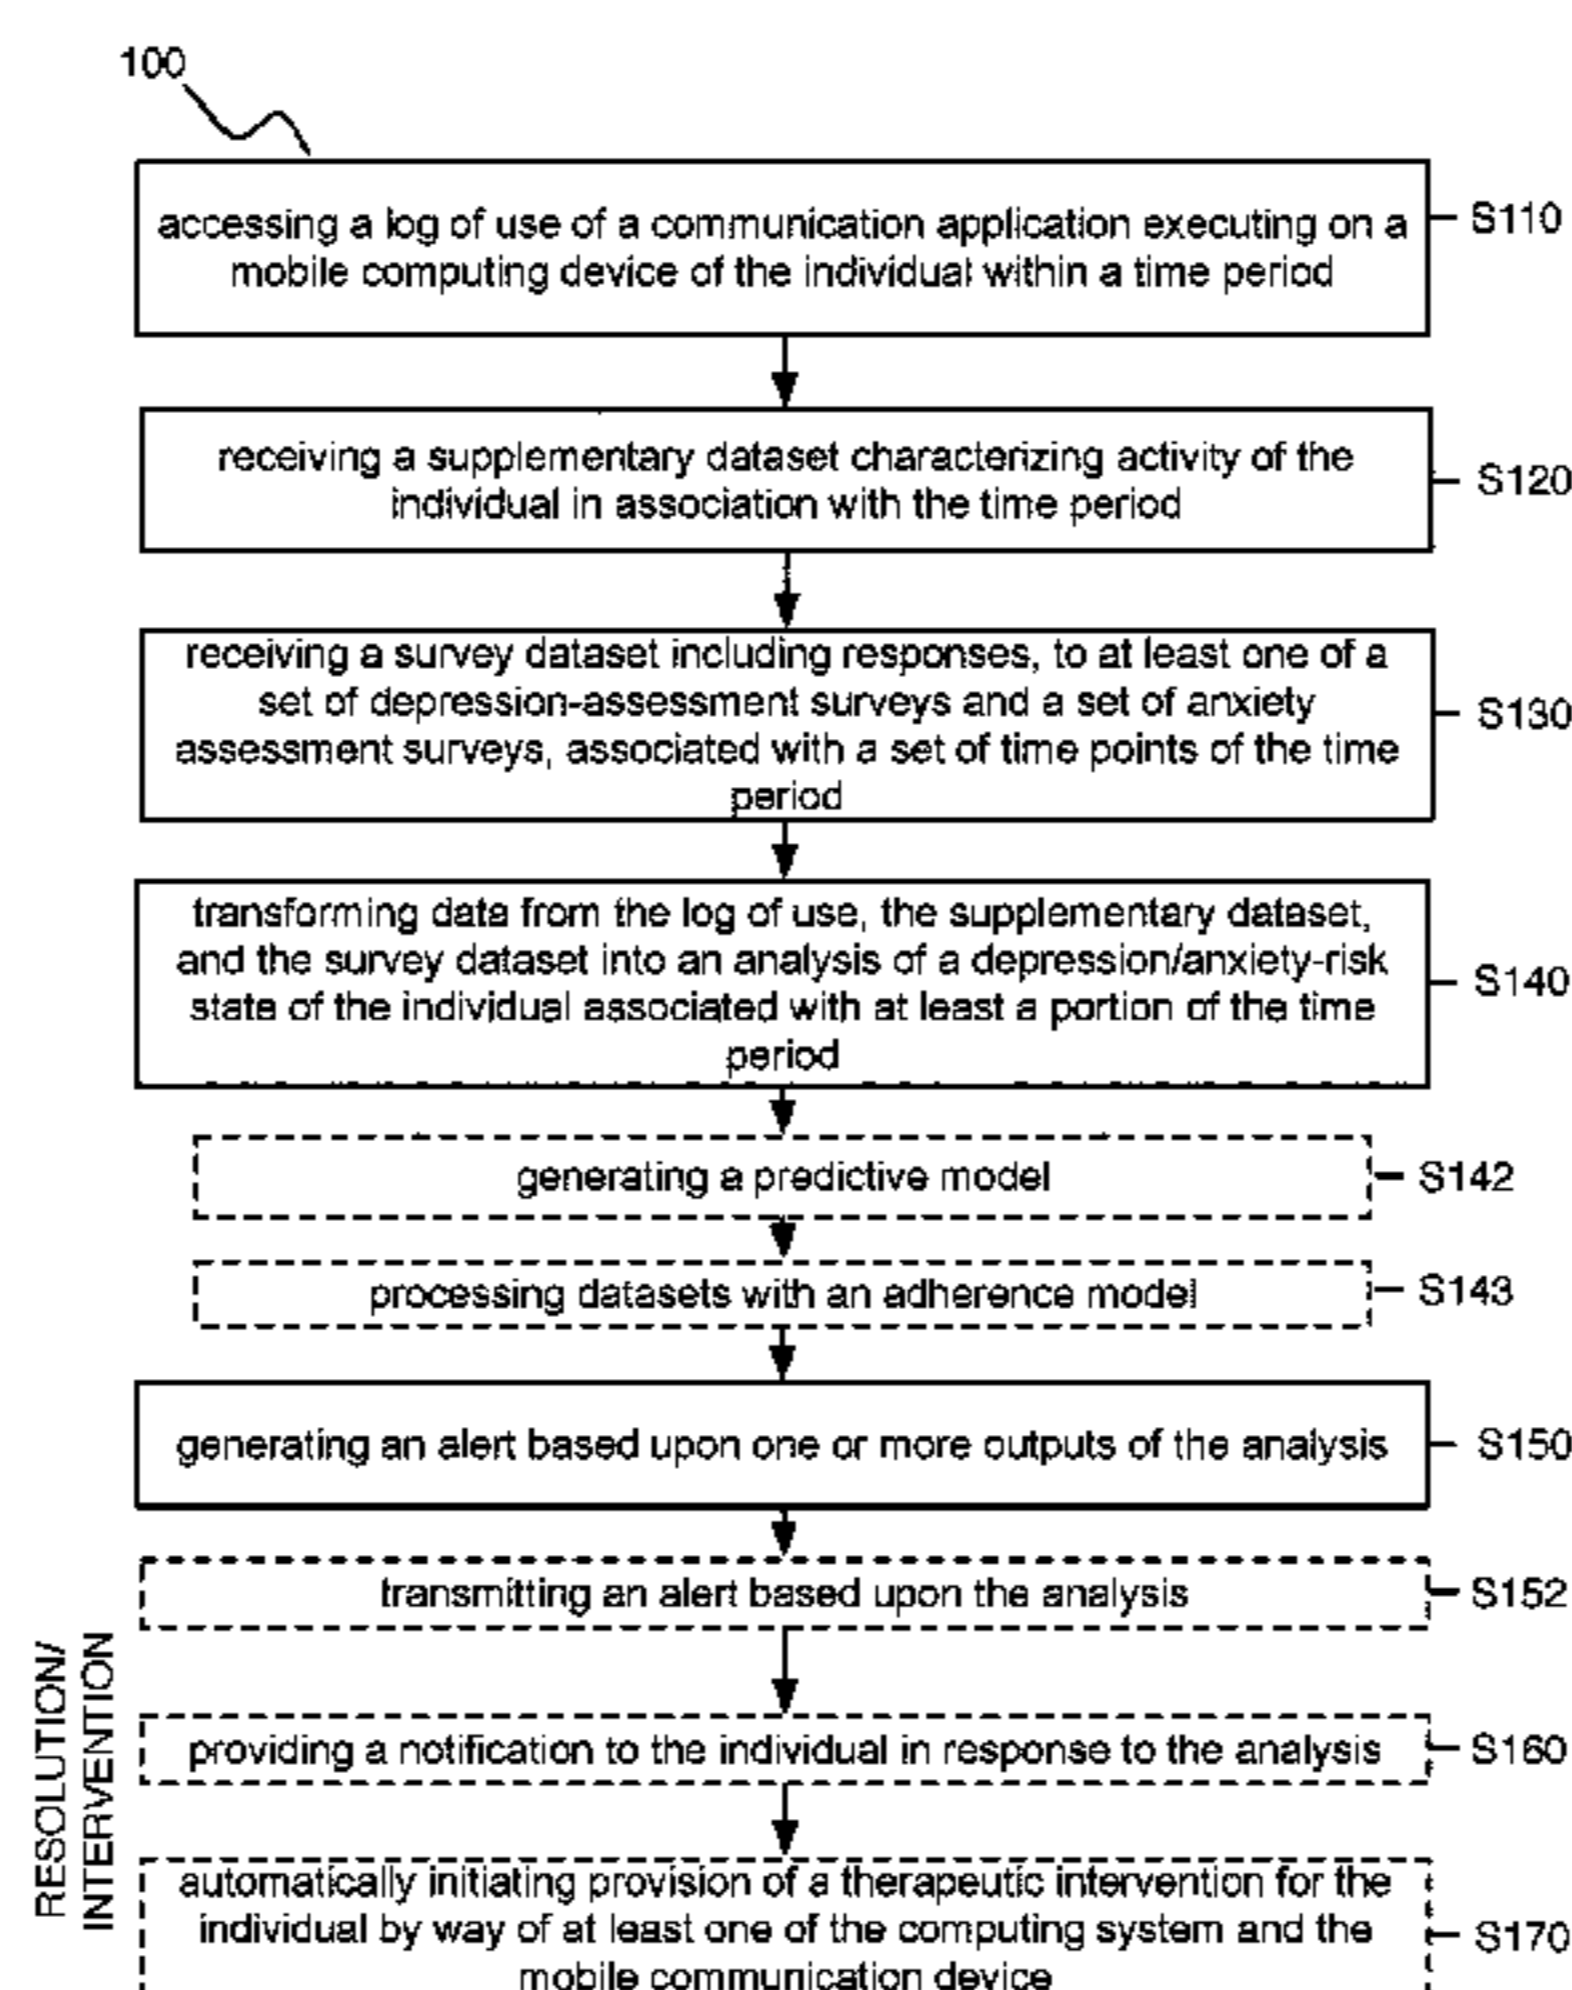 100
accessing a log of use of a communication application executing on a
mobile computing device of the individual within a time period
S110
receiving a supplementary dataset characterizing activity of the
individual in association with the time period
S120
receiving a survey dataset including responses, to at least one of a
set of depression-assessment surveys and a set of anxiety
assessment surveys, associated with a set of time points of the time
period
S130
transforming data from the log of use, the supplementary dataset,
and the survey dataset into an analysis of a depression/anxiety-risk
state of the individual associated with at least a portion of the time
period
S140
generating a predictive model
S142
processing datasets with an adherence model
S143
generating an alert based upon one or more outputs of the analysis
S150
transmitting an alert based upon the analysis
S152
RESOLUTION/
INTERVENTION
providing a notification to the individual in response to the analysis
S160
automatically initiating provision of a therapeutic intervention for the
individual by way of at least one of the computing system and the
mobile communication device
S170